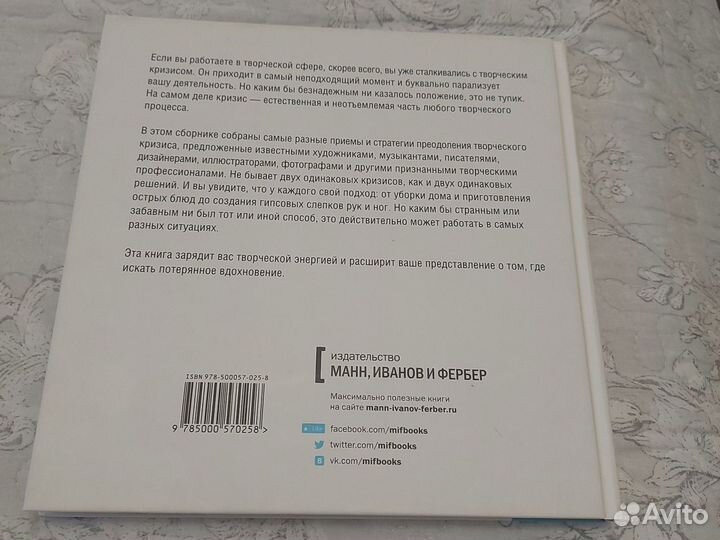 Если вы работаете в творческой сфере, скорее всего, вы уже сталкивались с творческим
кризисом. Он приходит в самый неподходящий момент и буквально парализует
вашу деятельность. Но каким бы безнадежным ни казалось положение, это не тупик.
На самом деле кризис — естественная и неотъемлемая часть любого творческого
процесса.
В этом сборнике собраны самые разные приемы и стратегии преодоления творческого
кризиса, предложенные известными художниками, музыкантами, писателями,
дизайнерами, иллюстраторами, фотографами и другими признанными творческими
профессионалами. Не бывает двух одинаковых кризисов, как и двух одинаковых
решений. И вы увидите, что у каждого свой подход: от уборки дома и приготовления
острых блюд до создания гипсовых слепков рук и ног. Но каким бы странным или
забавным ни был тот или иной способ, это действительно может работать в самых
разных ситуациях.
Эта книга зарядит вас творческой энергией и расширит ваше представление о том, где
искать потерянное вдохновение.
ISBN 978-500057-025-8
9 785000 570258 >
издательство
МАНН, ИВАНОВ И ФЕРБЕР
Максимально полезные книги
на сайте mann-ivanov-ferber.ru
Like facebook.com/mifbooks
twitter.com/mifbooks
В vk.com/mifbooks
Avito